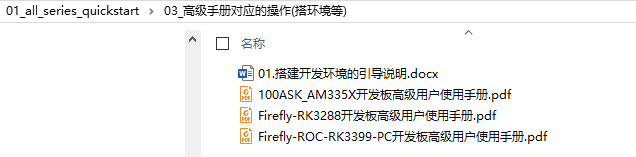 01_all_series_quickstart > 03_高级手册对应的操作(搭环境等)
名称
01.搭建开发环境的引导说明.docx
100ASK_AM335X开发板高级用户使用手册.pdf
Firefly-RK3288开发板高级用户使用手册.pdf
Firefly-ROC-RK3399-PC开发板高级用户使用手册.pdf